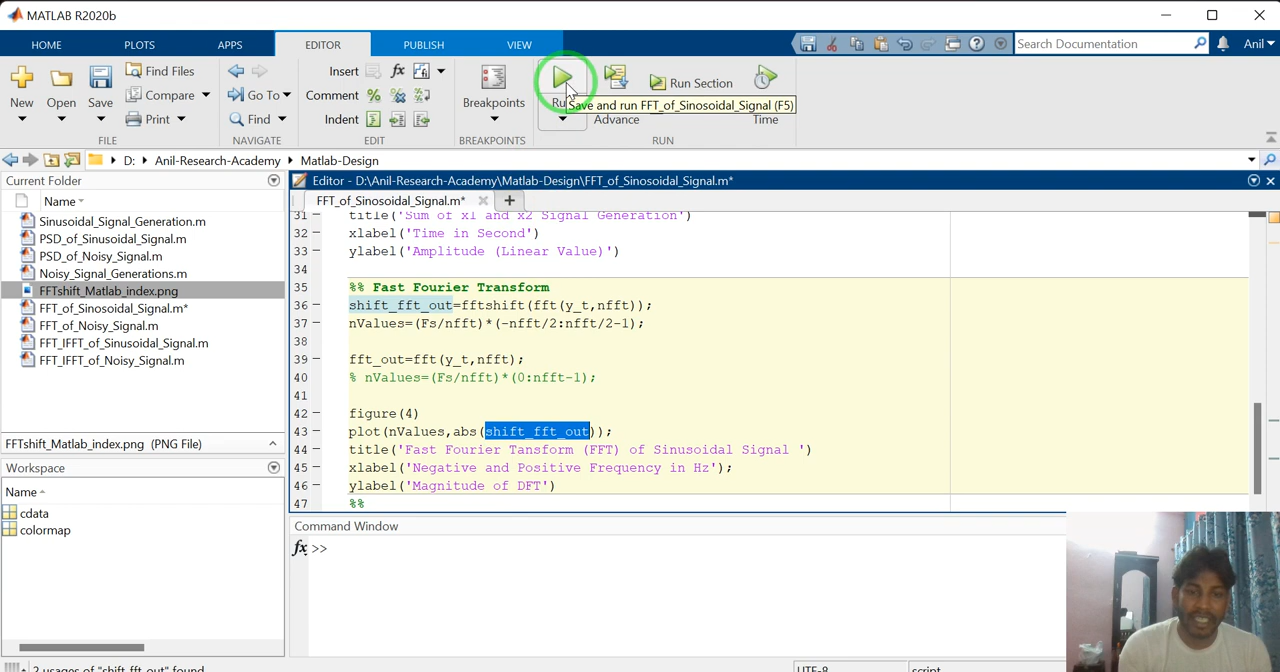 MATLAB R2020b
HOME PLOTS APPS EDITOR PUBLISH VIEW Search Documentation Anil
New Open Save Find Files Compare Print
Go To Find
Insert fx Comment Indent
Breakpoints
Run Advance Run Section Time
Save and run FFT_of_Sinosoidal_Signal (F5)
FILE NAVIGATE EDIT BREAKPOINTS RUN
D: Anil-Research-Academy Matlab-Design
Current Folder
Name
Sinusoidal_Signal_Generation.m
PSD_of_Sinusoidal_Signal.m
PSD_of_Noisy_Signal.m
Noisy_Signal_Generations.m
FFTshift_Matlab_index.png
FFT_of_Sinosoidal_Signal.m*
FFT_of_Noisy_Signal.m
FFT_IFFT_of_Sinusoidal_Signal.m
FFT_IFFT_of_Noisy_Signal.m
FFTshift_Matlab_index.png (PNG File)
Workspace
Name
cdata
colormap
Editor - D:\Anil-Research-Academy\Matlab-Design\FFT_of_Sinosoidal_Signal.m*
FFT_of_Sinosoidal_Signal.m* +
31 title('Sum of x1 and x2 Signal Generation')
32 xlabel('Time in Second')
33 ylabel('Amplitude (Linear Value)')
34
35 %% Fast Fourier Transform
36 shift_fft_out=fftshift(fft(y_t,nfft));
37 nValues=(Fs/nfft)*(-nfft/2:nfft/2-1);
38
39 fft_out=fft(y_t,nfft);
40 % nValues=(Fs/nfft)*(0:nfft-1);
41
42 figure(4)
43 plot(nValues,abs(shift_fft_out));
44 title('Fast Fourier Tansform (FFT) of Sinusoidal Signal ')
45 xlabel('Negative and Positive Frequency in Hz');
46 ylabel('Magnitude of DFT')
47 %%
Command Window
fx >>
2 usages of "shift_fft_out" found
UTF-8 script